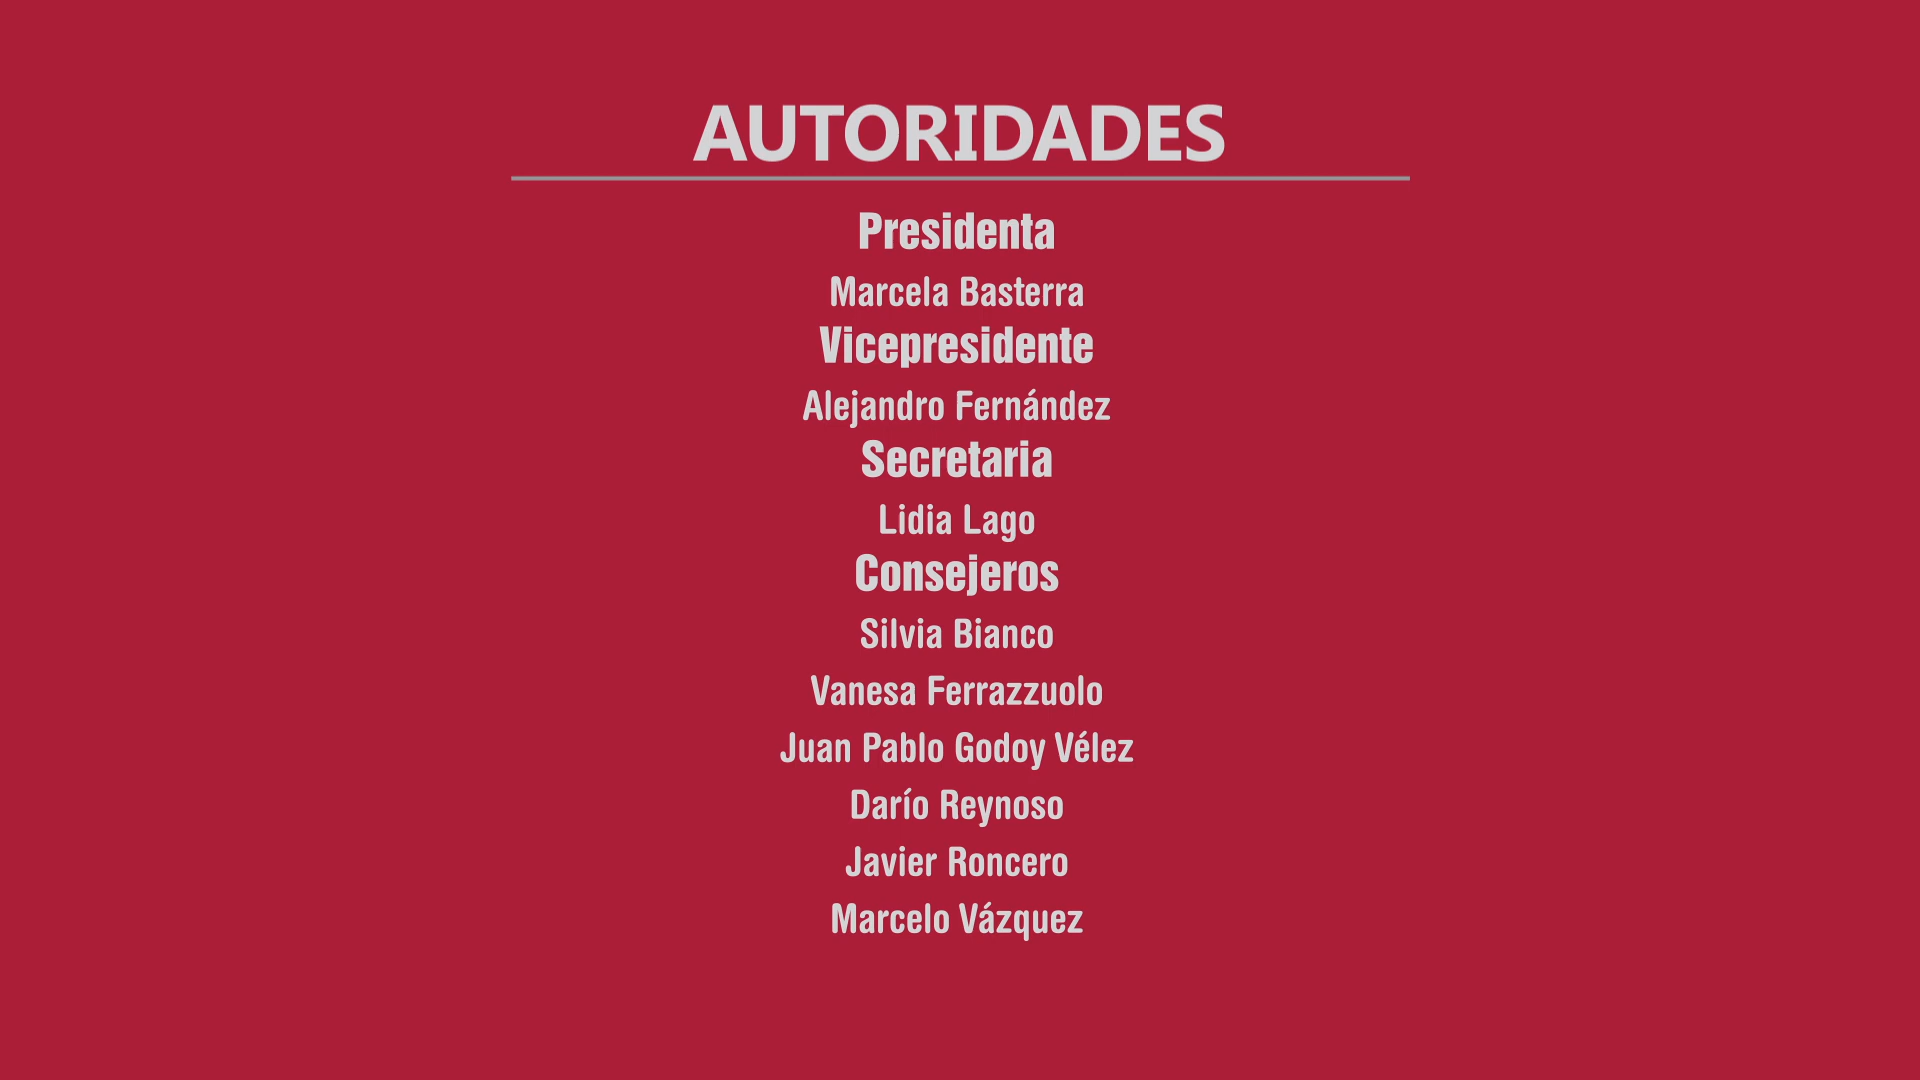 AUTORIDADES
Presidenta
Marcela Basterra
Vicepresidente
Alejandro Fernández
Secretaria
Lidia Lago
Consejeros
Silvia Bianco
Vanesa Ferrazzuolo
Juan Pablo Godoy Vélez
Darío Reynoso
Javier Roncero
Marcelo Vázquez